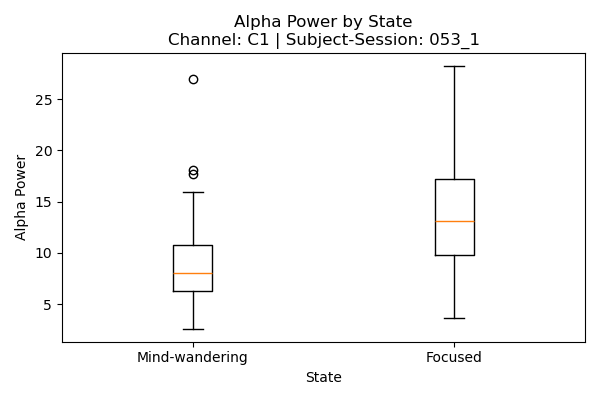 Alpha Power by State
Channel: C1 | Subject-Session: 053_1
Alpha Power
25
20
15
10
5
Mind-wandering
Focused
State